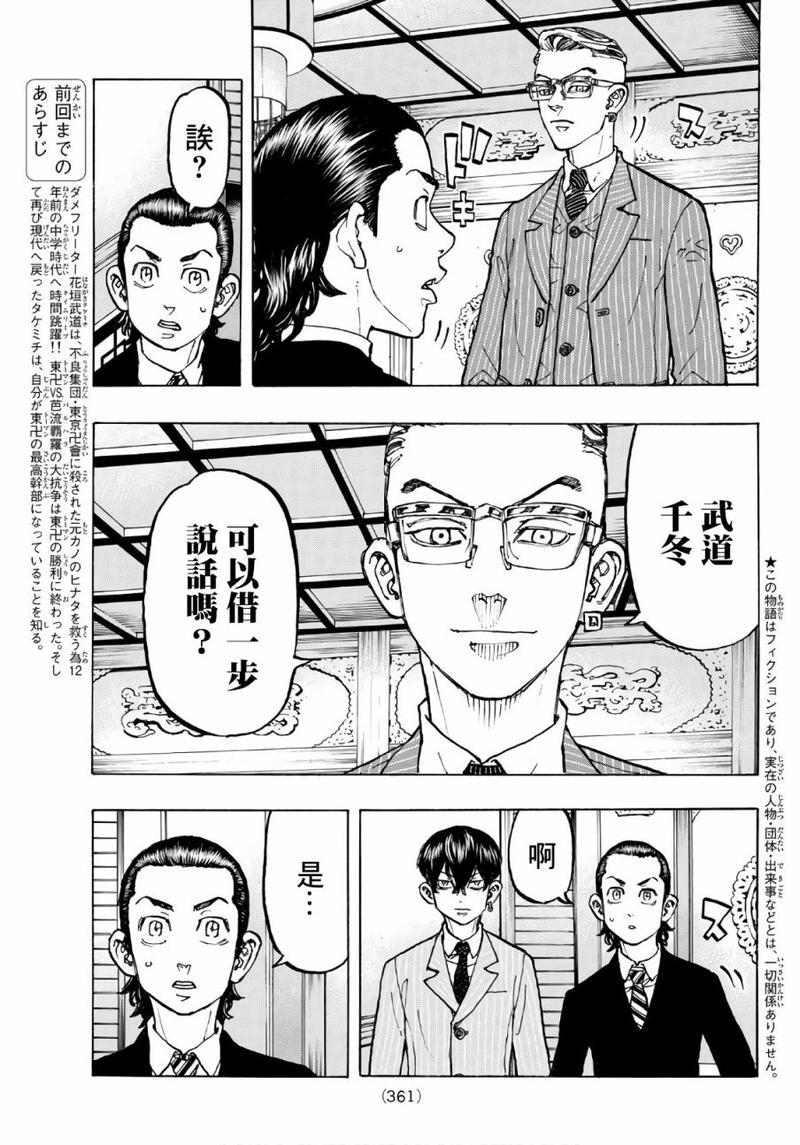 ドキ
ス
誒?
武道
千冬
可以借一步
說話嗎?
啊
ス
是…
前回までの
あらすじ
ダメフリーター花垣武道は、不良集団・東京卍會に殺された元カノのヒナタを救う為12
年前の中学時代へ時間跳躍!! 東卍VS.芭流覇羅の大抗争は東卍の勝利に終わった。そし
て再び現代へ戻ったタケミチは、自分が東卍の最高幹部になっていることを知る。
★この物語はフィクションであり、実在の人物・団体・出来事などとは、一切関係ありません。
(361)